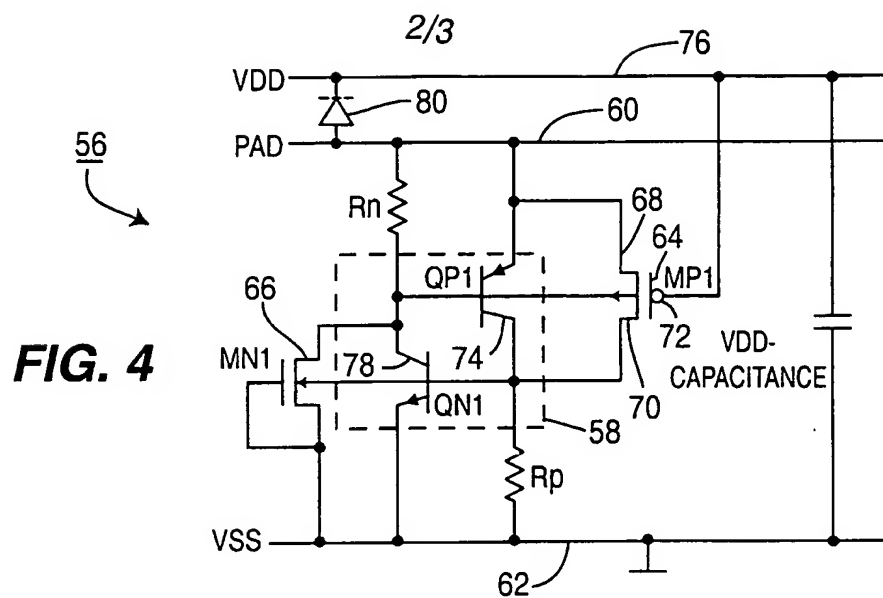 2/3
VDD
76
80
60
PAD
56
Rn
68
64
QP1
MP1
66
72
MN1
78
74
VDD-
CAPACITANCE
70
FIG. 4
QN1
58
Rp
VSS
62